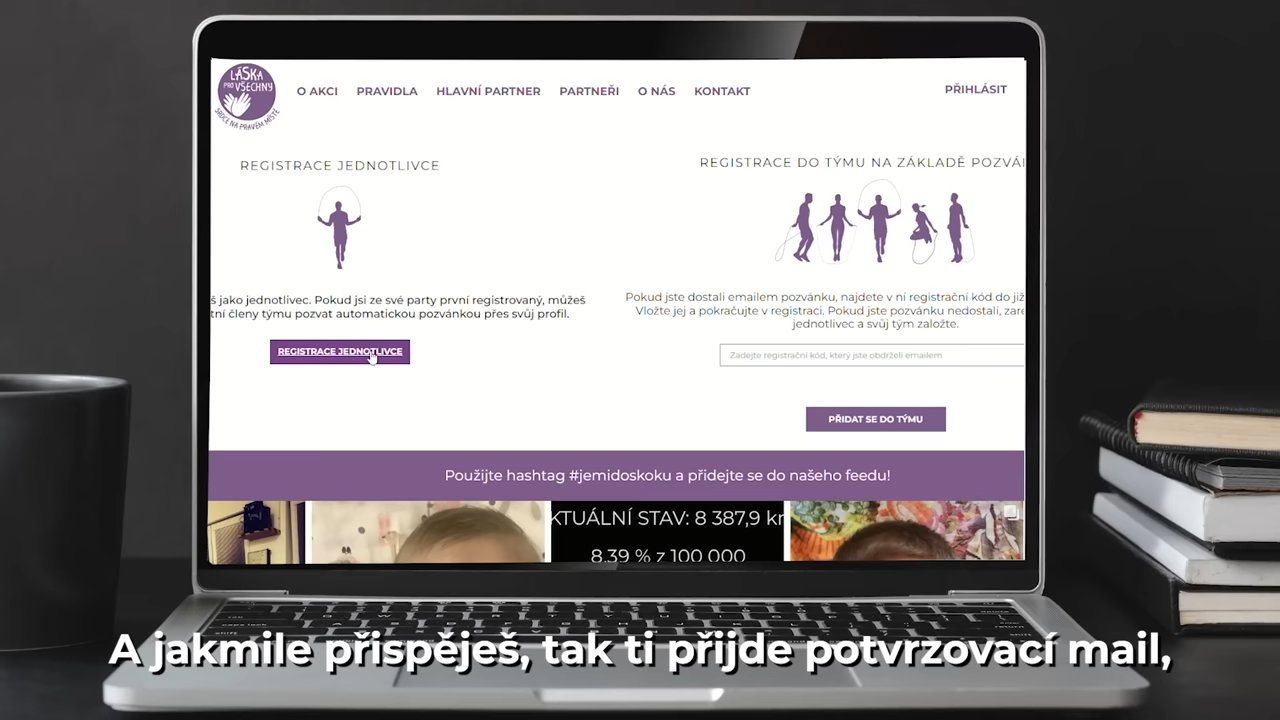 LÁSKA
PRO VŠECHNY
SRDCE NA PRAVÉM MÍSTĚ
O AKCI PRAVIDLA HLAVNÍ PARTNER PARTNEŘI O NÁS KONTAKT PŘIHLÁSIT
REGISTRACE JEDNOTLIVCE
š jako jednotlivec. Pokud jsi ze své party první registrovaný, můžeš
tní členy týmu pozvat automatickou pozvánkou přes svůj profil.
REGISTRACE JEDNOTLIVCE
REGISTRACE DO TÝMU NA ZÁKLADĚ POZVÁ
Pokud jste dostali emailem pozvánku, najdete v ní registrační kód do již
Vložte jej a pokračujte v registraci. Pokud jste pozvánku nedostali, zare
jednotlivec a svůj tým založte.
Zadejte registrační kód, který jste obdrželi emailem
PŘIDAT SE DO TÝMU
Použijte hashtag #jemidoskoku a přidejte se do našeho feedu!
KTUÁLNÍ STAV: 8 387,9 k
8,39 % z 100 000
A jakmile přispěješ, tak ti přijde potvrzovací mail,